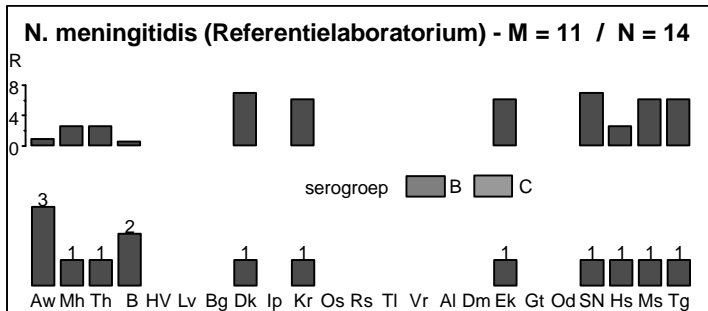 N. meningitidis (Referentielaboratorium) - M = 11 / N = 14
R
8
4
0
serogroep B C
3 1 1 2 1 1 1 1 1 1 1
Aw Mh Th B HV Lv Bg Dk Ip Kr Os Rs Tl Vr Al Dm Ek Gt Od SN Hs Ms Tg